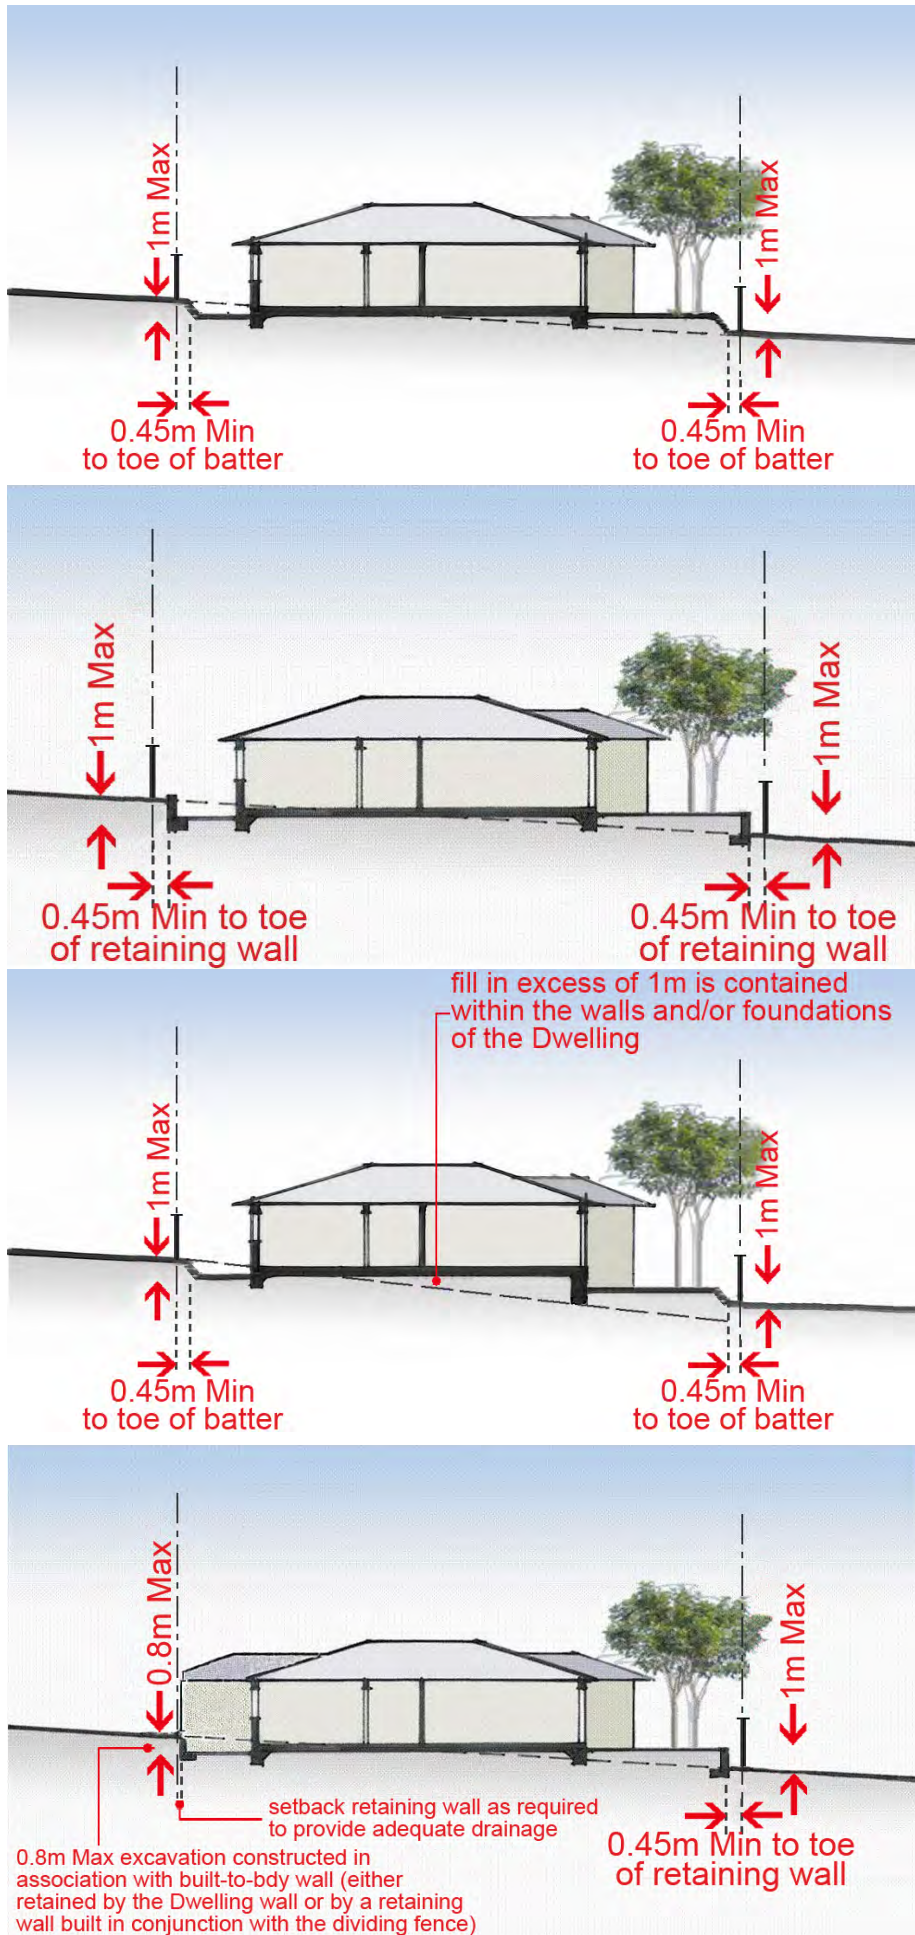 1m Max
1m Max
0.45m Min
to toe of batter
0.45m Min
to toe of batter
1m Max
1m Max
0.45m Min to toe
of retaining wall
0.45m Min to toe
of retaining wall
fill in excess of 1m is contained
within the walls and/or foundations
of the Dwelling
1m Max
1m Max
0.45m Min
to toe of batter
0.45m Min
to toe of batter
0.8m Max
1m Max
setback retaining wall as required
to provide adequate drainage
0.45m Min to toe
of retaining wall
0.8m Max excavation constructed in
association with built-to-bdy wall (either
retained by the Dwelling wall or by a retaining
wall built in conjunction with the dividing fence)